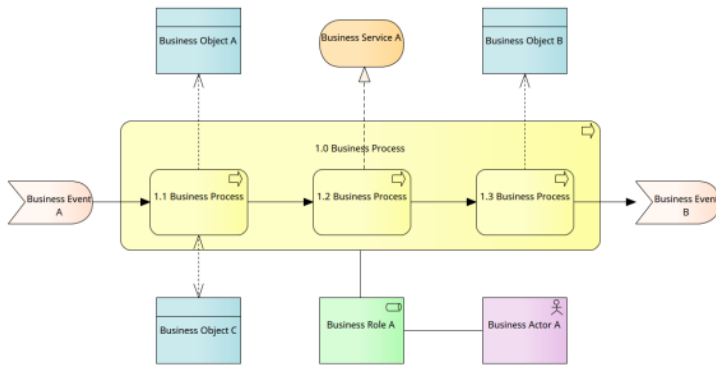 Business Object A
Business Service A
Business Object B
1.0 Business Process
Business Event
A
1.1 Business Process
1.2 Business Process
1.3 Business Process
Business Event
B
Business Object C
Business Role A
Business Actor A